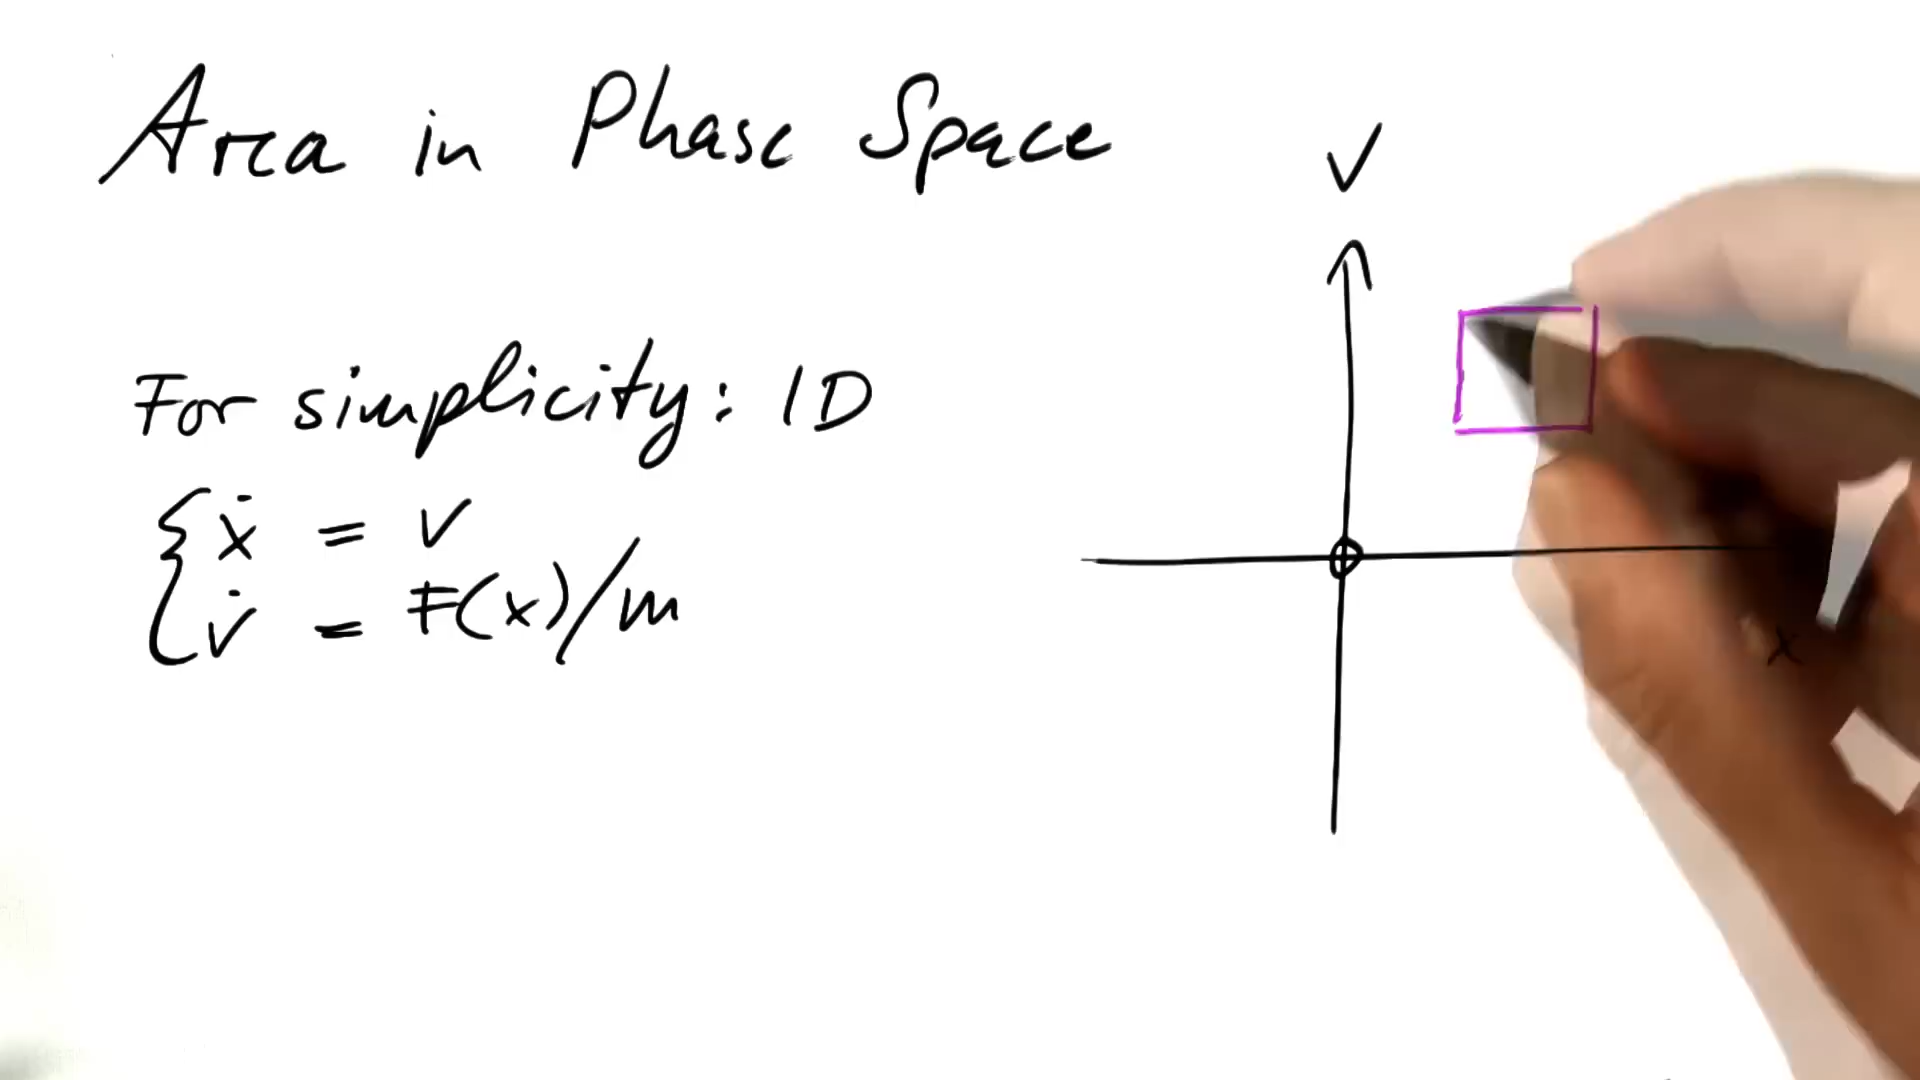 Area in Phase Space
v
For simplicity: 1D
{ ẋ = v
v̇ = F(x)/m
x